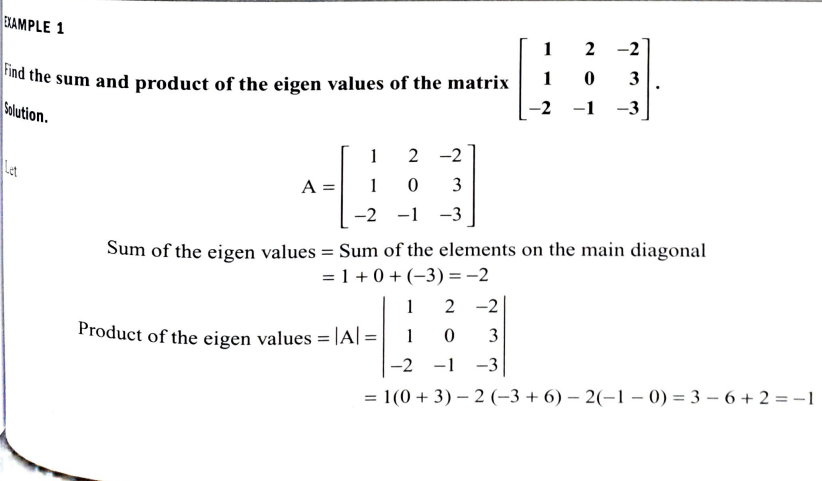 EXAMPLE 1
Find the sum and product of the eigen values of the matrix [ 1 2 −2
1 0 3
−2 −1 −3 ].
Solution.
Let
A = [ 1 2 −2
1 0 3
−2 −1 −3 ]
Sum of the eigen values = Sum of the elements on the main diagonal
= 1 + 0 + (−3) = −2
Product of the eigen values = |A| = | 1 2 −2
1 0 3
−2 −1 −3 |
= 1(0 + 3) − 2 (−3 + 6) − 2(−1 − 0) = 3 − 6 + 2 = −1